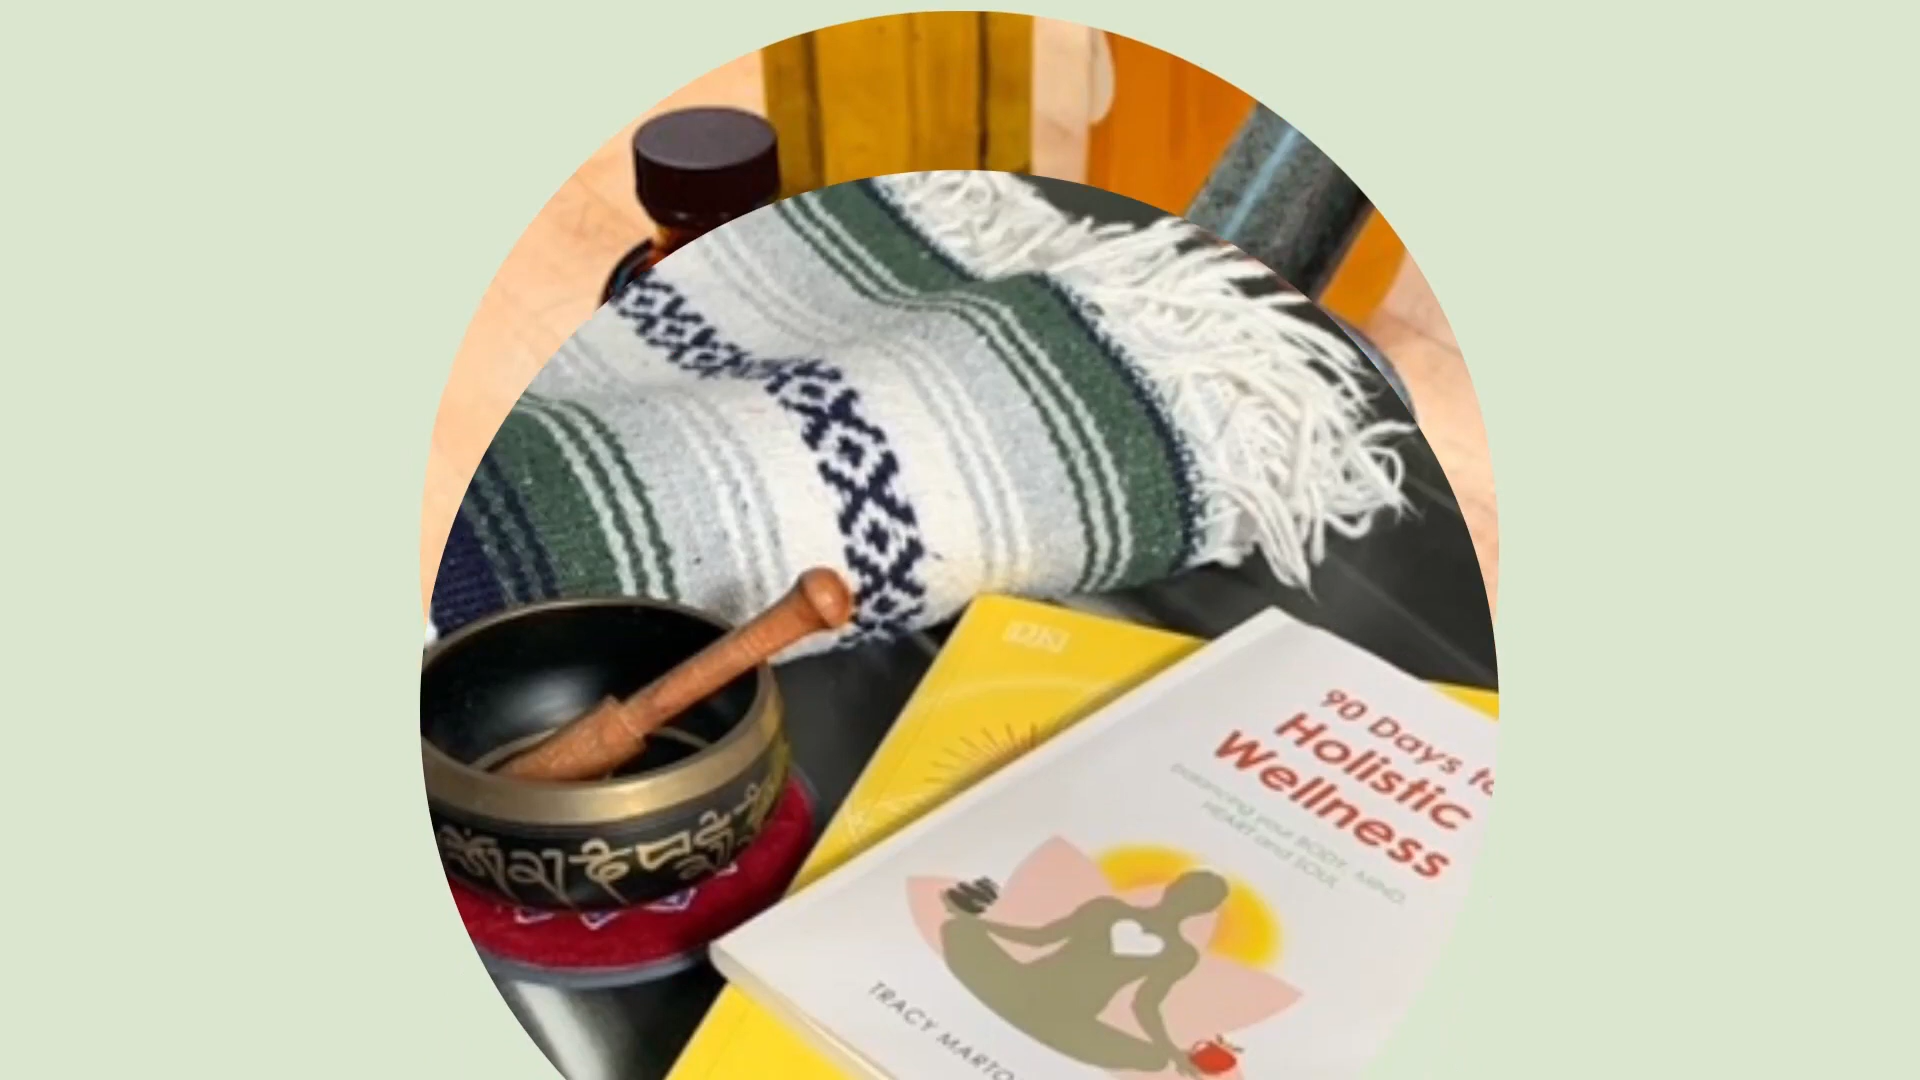 DK
90 Days to
Holistic
Wellness
Balancing your BODY, MIND,
HEART and SOUL
TRACY MARTO